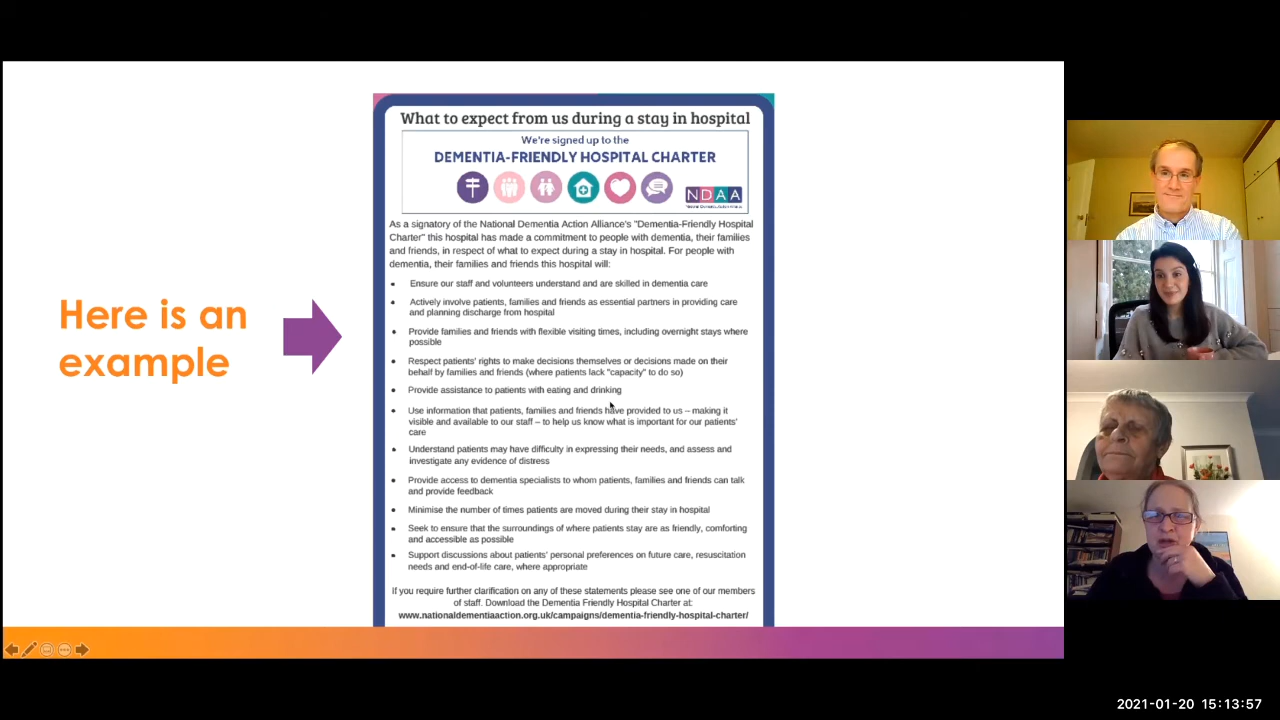 Here is an
example
What to expect from us during a stay in hospital
We're signed up to the
DEMENTIA-FRIENDLY HOSPITAL CHARTER
NDAA
As a signatory of the National Dementia Action Alliance's "Dementia-Friendly Hospital
Charter" this hospital has made a commitment to people with dementia, their families
and friends, in respect of what to expect during a stay in hospital. For people with
dementia, their families and friends this hospital will:
Ensure our staff and volunteers understand and are skilled in dementia care
Actively involve patients, families and friends as essential partners in providing care
and planning discharge from hospital
Provide families and friends with flexible visiting times, including overnight stays where
possible
Respect patients' rights to make decisions themselves or decisions made on their
behalf by families and friends (where patients lack "capacity" to do so)
Provide assistance to patients with eating and drinking
Use information that patients, families and friends have provided to us – making it
visible and available to our staff – to help us know what is important for our patients'
care
Understand patients may have difficulty in expressing their needs, and assess and
investigate any evidence of distress
Provide access to dementia specialists to whom patients, families and friends can talk
and provide feedback
Minimise the number of times patients are moved during their stay in hospital
Seek to ensure that the surroundings of where patients stay are as friendly, comforting
and accessible as possible
Support discussions about patients' personal preferences on future care, resuscitation
needs and end-of-life care, where appropriate
If you require further clarification on any of these statements please see one of our members
of staff. Download the Dementia Friendly Hospital Charter at:
www.nationaldementiaaction.org.uk/campaigns/dementia-friendly-hospital-charter/
2021-01-20 15:13:57